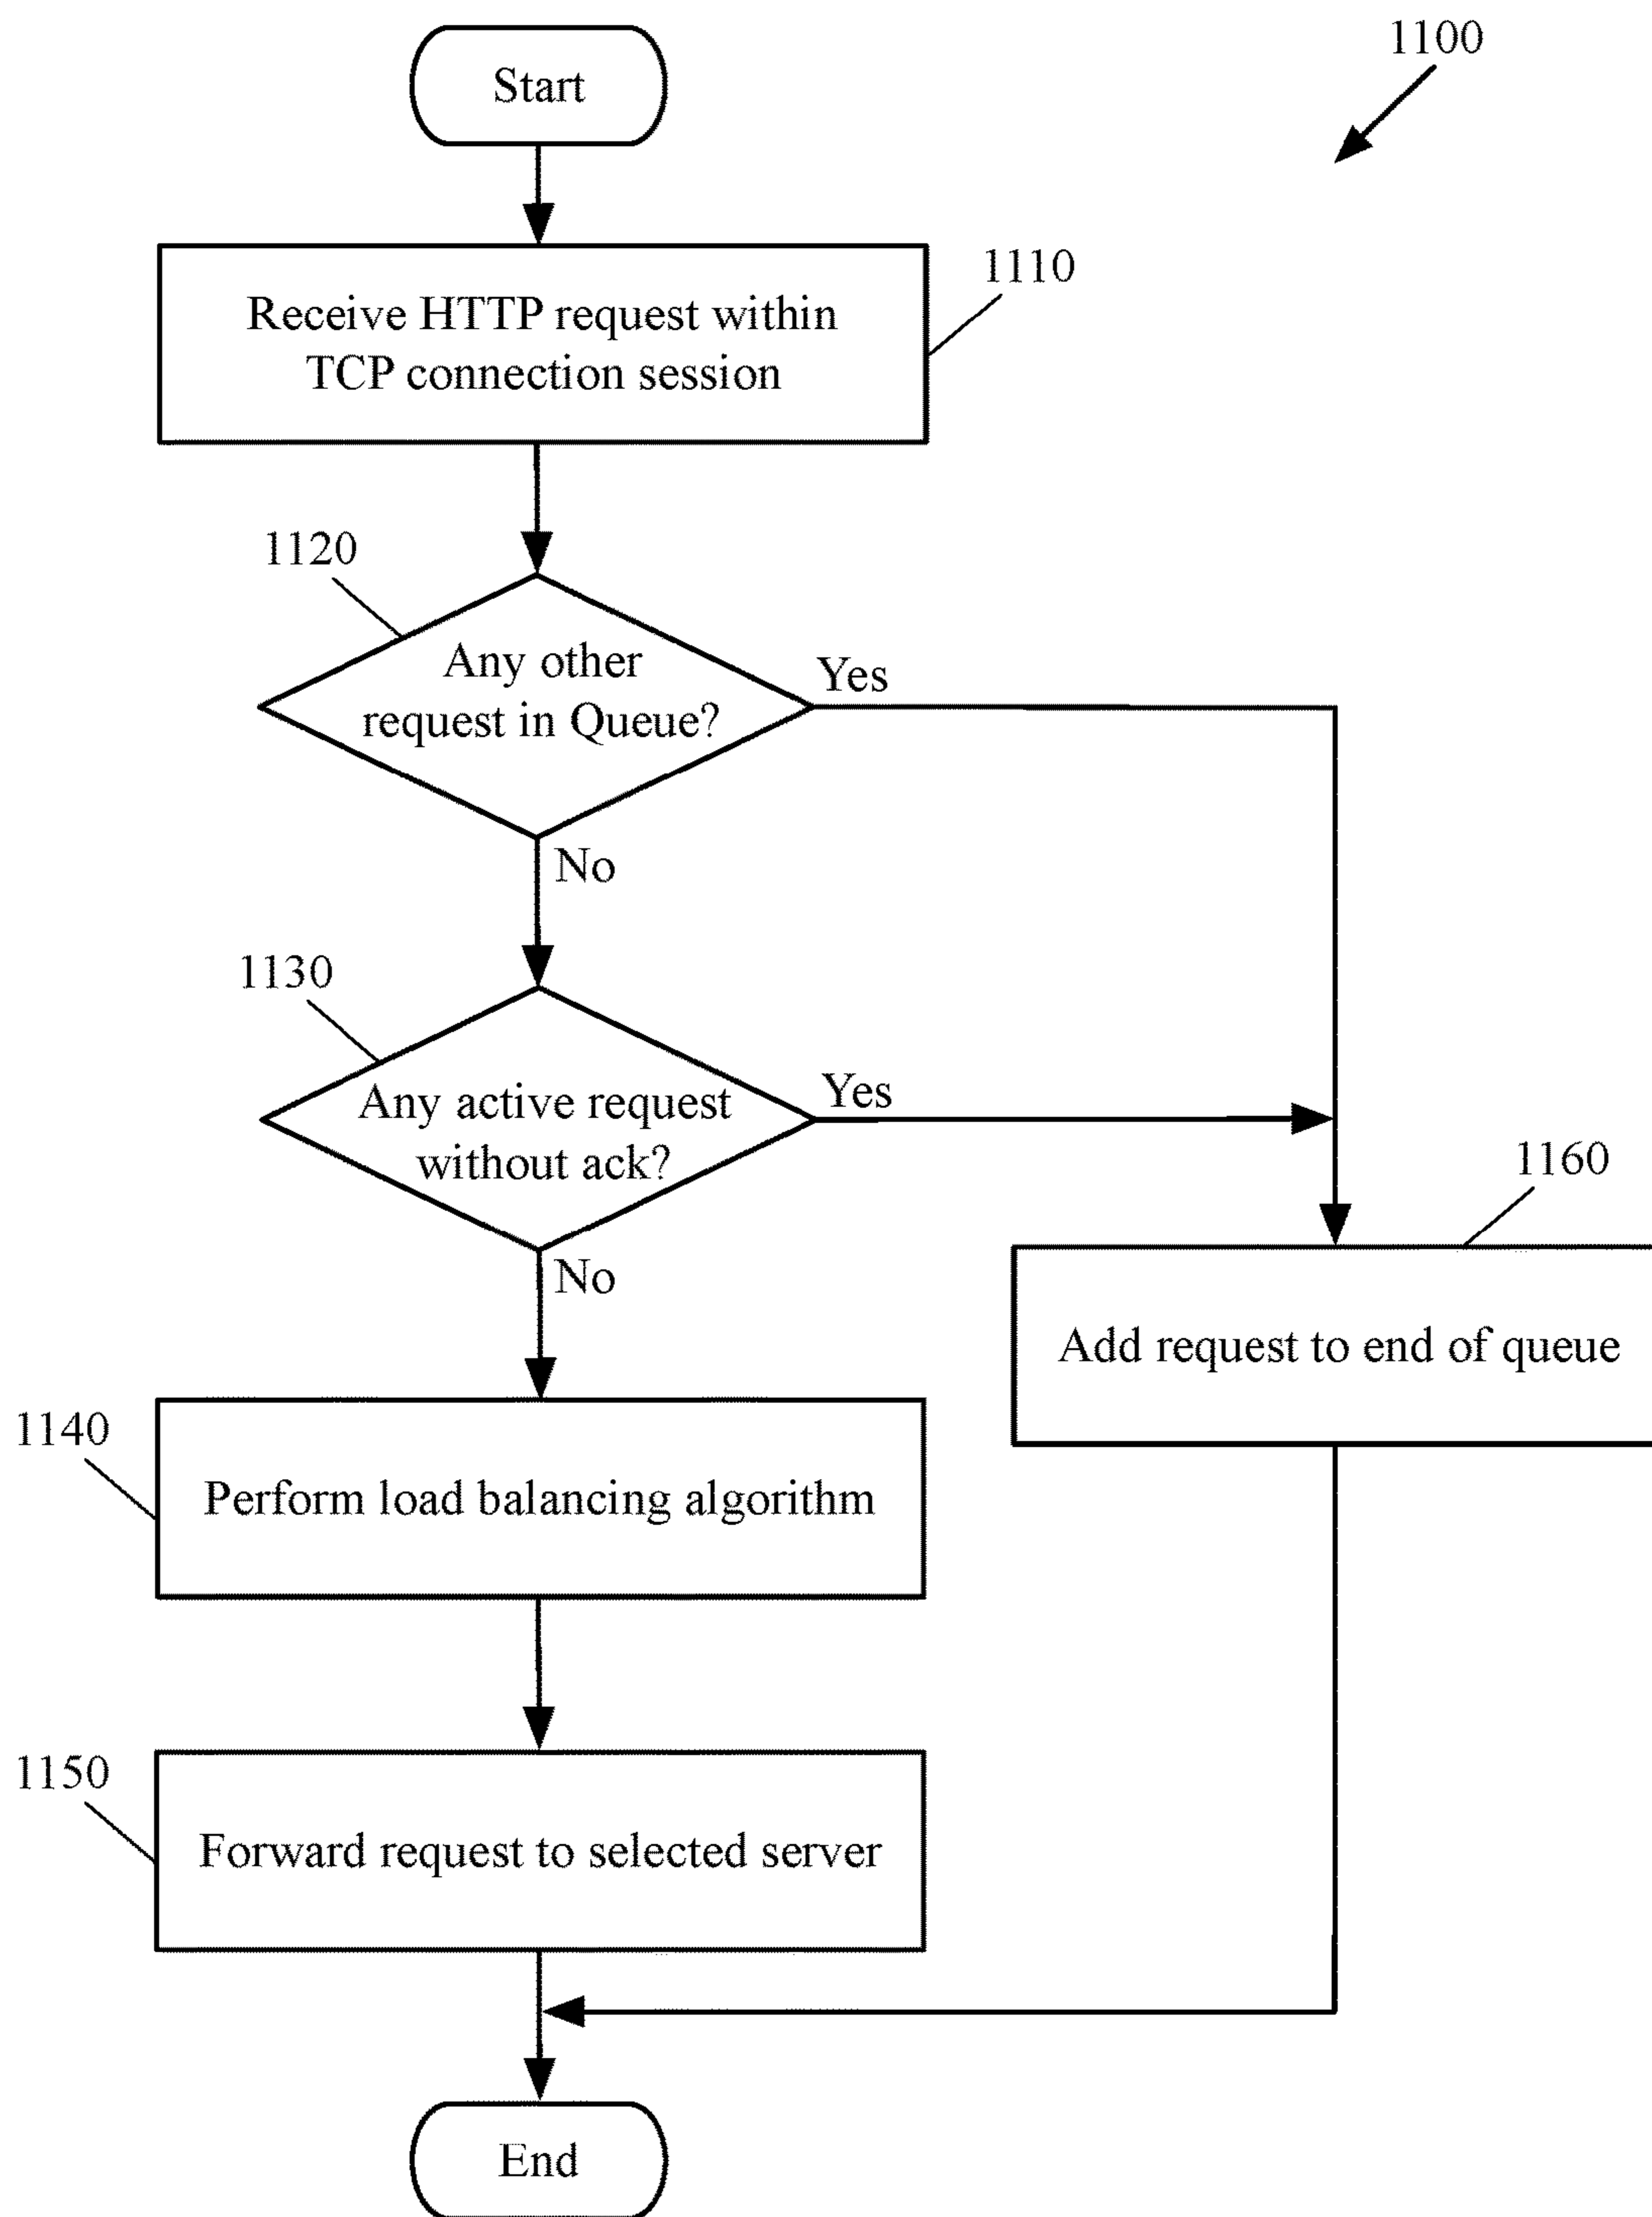 1100
Start
1110
Receive HTTP request within
TCP connection session
1120
Any other
request in Queue?
Yes
No
1130
Any active request
without ack?
Yes
No
1160
Add request to end of queue
1140
Perform load balancing algorithm
1150
Forward request to selected server
End